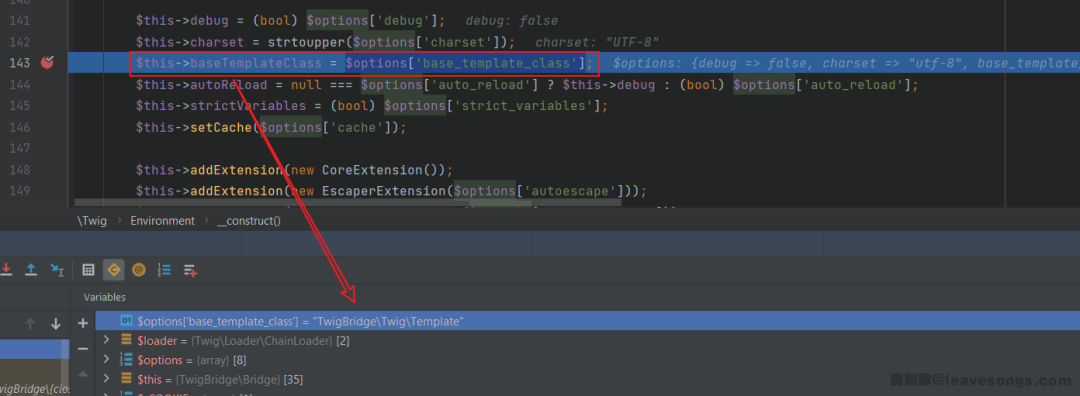 141 $this->debug = (bool) $options['debug']; debug: false
142 $this->charset = strtoupper($options['charset']); charset: "UTF-8"
143 $this->baseTemplateClass = $options['base_template_class']; $options: {debug => false, charset => "utf-8", base_template
144 $this->autoReload = null === $options['auto_reload'] ? $this->debug : (bool) $options['auto_reload'];
145 $this->strictVariables = (bool) $options['strict_variables'];
146 $this->setCache($options['cache']);
147
148 $this->addExtension(new CoreExtension());
149 $this->addExtension(new EscaperExtension($options['autoescape']));
\Twig › Environment › __construct()
Variables
$options['base_template_class'] = "TwigBridge\Twig\Template"
$loader = {Twig\Loader\ChainLoader} [2]
$options = {array} [8]
$this = {TwigBridge\Bridge} [35]
wigBridge\{clos
离别歌@leavesongs.com